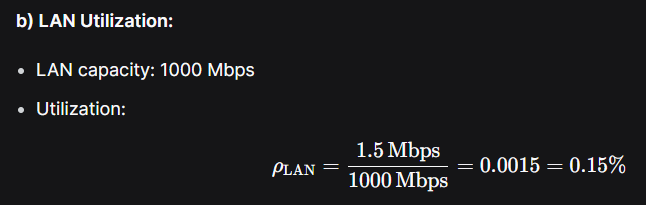 b) LAN Utilization:
• LAN capacity: 1000 Mbps
• Utilization:
ρLAN = 1.5 Mbps / 1000 Mbps = 0.0015 = 0.15%